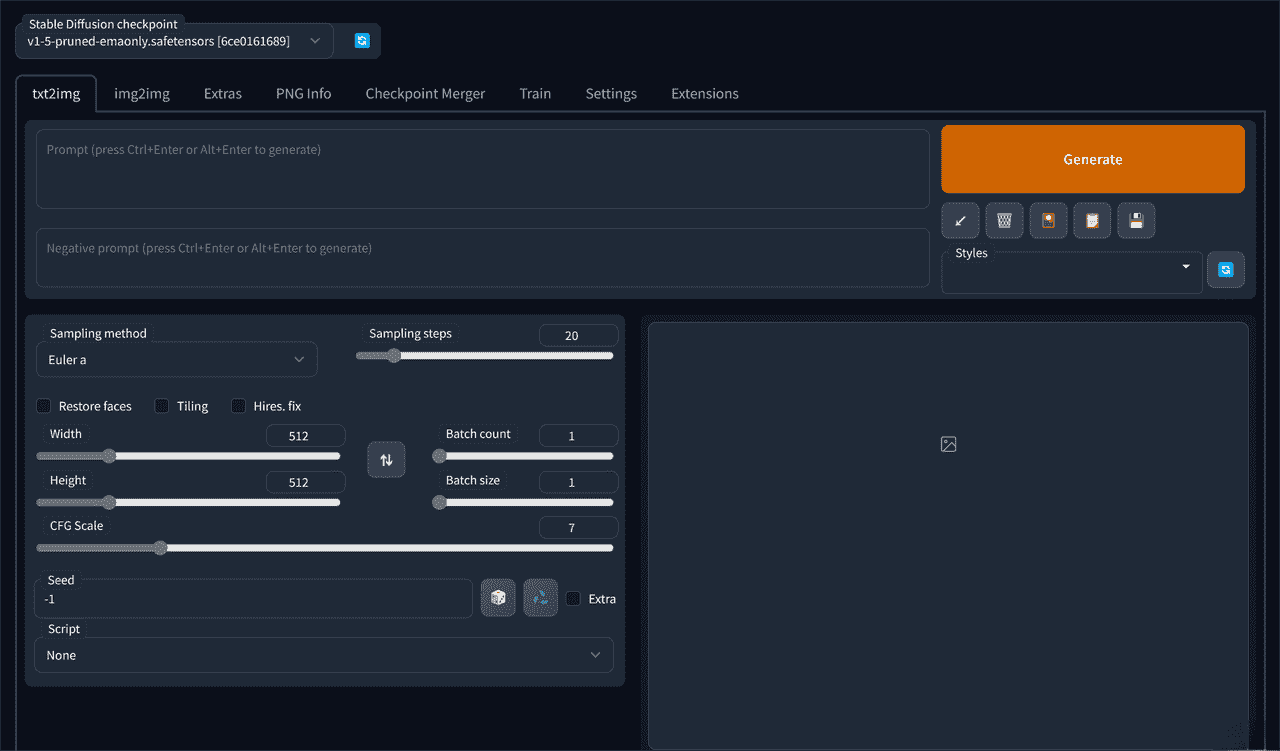 Stable Diffusion checkpoint
v1-5-pruned-emaonly.safetensors [6ce0161689]
txt2img img2img Extras PNG Info Checkpoint Merger Train Settings Extensions
Prompt (press Ctrl+Enter or Alt+Enter to generate)
Generate
Negative prompt (press Ctrl+Enter or Alt+Enter to generate)
Styles
Sampling method
Euler a
Sampling steps
20
Restore faces Tiling Hires. fix
Width
512
Batch count
1
Height
512
Batch size
1
CFG Scale
7
Seed
-1
Extra
Script
None